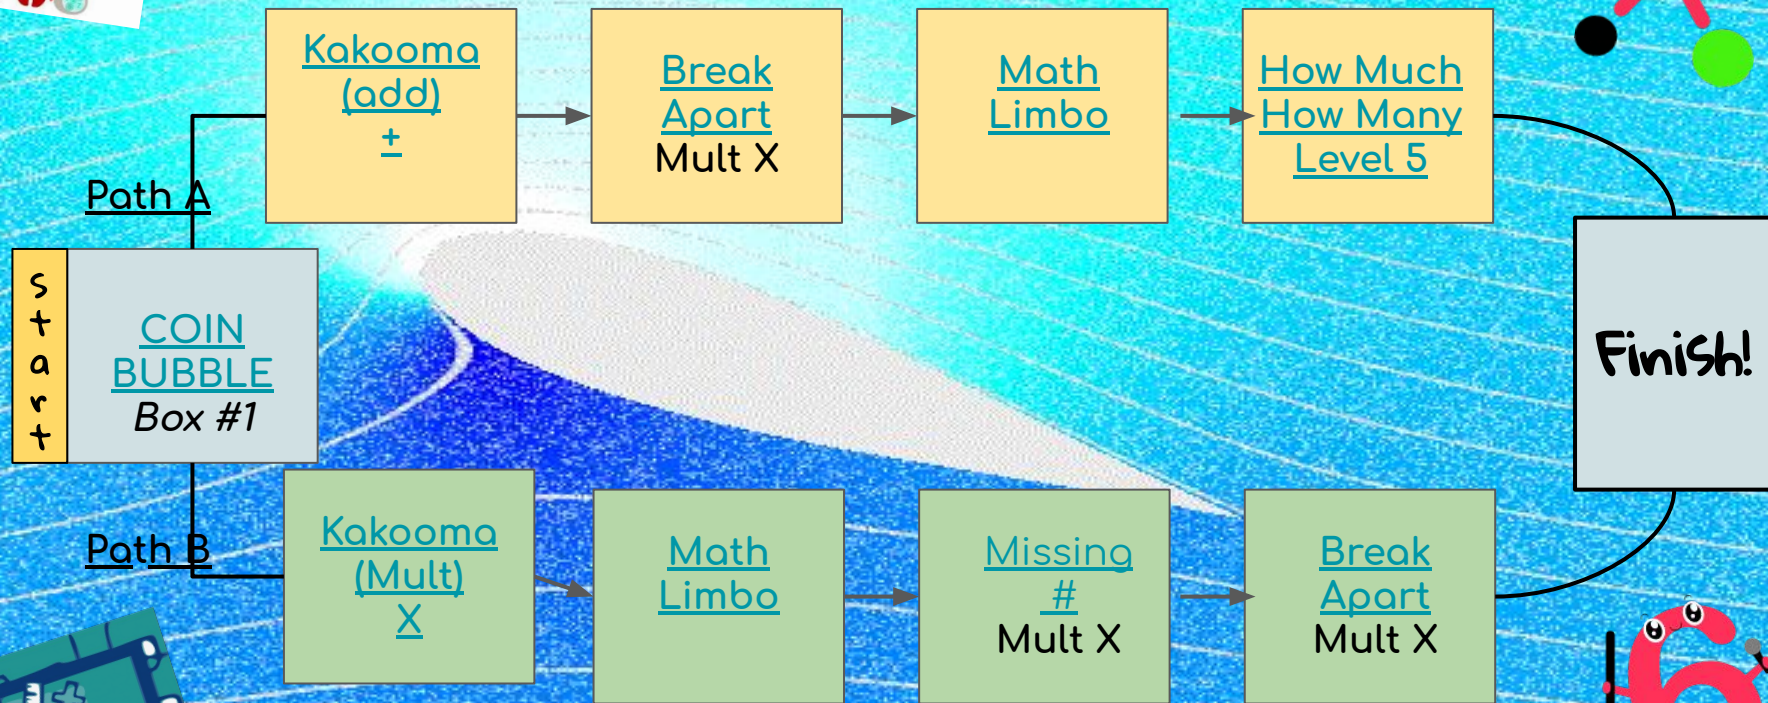 Kakooma
(add)
+
Break
Apart
Mult X
Math
Limbo
How Much
How Many
Level 5
Path A
start
COIN
BUBBLE
Box #1
Finish!
Path B
Kakooma
(Mult)
X
Math
Limbo
Missing
#
Mult X
Break
Apart
Mult X